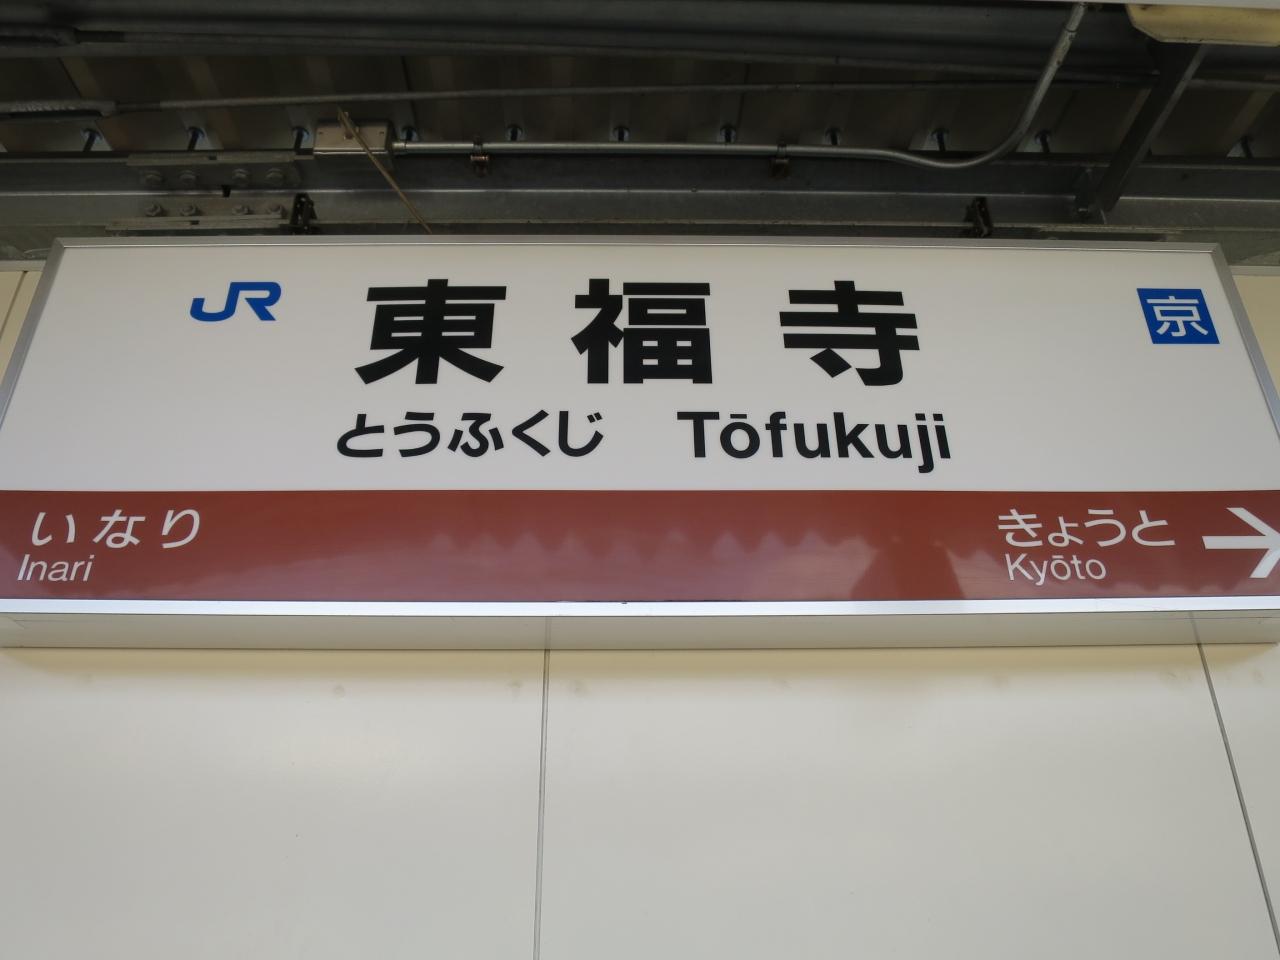 JR 東福寺 京
とうふくじ Tōfukuji
いなり きょうと →
Inari Kyōto